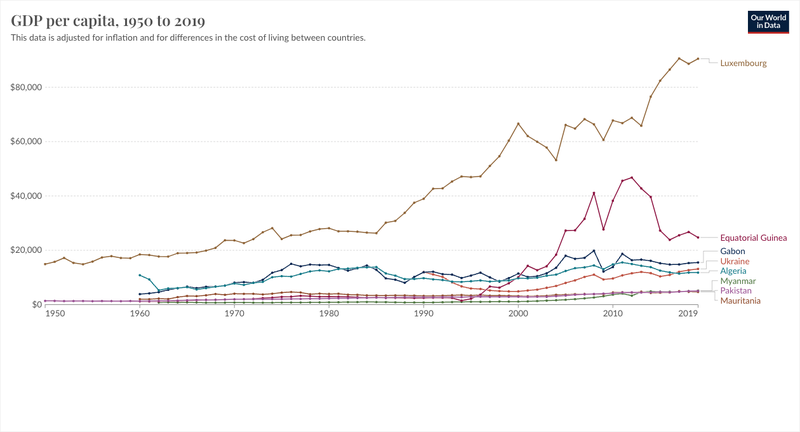 GDP per capita, 1950 to 2019
This data is adjusted for inflation and for differences in the cost of living between countries.
Our World
in Data
$80,000
$60,000
$40,000
$20,000
$0
1950
1960
1970
1980
1990
2000
2010
2019
Luxembourg
Equatorial Guinea
Gabon
Ukraine
Algeria
Myanmar
Pakistan
Mauritania